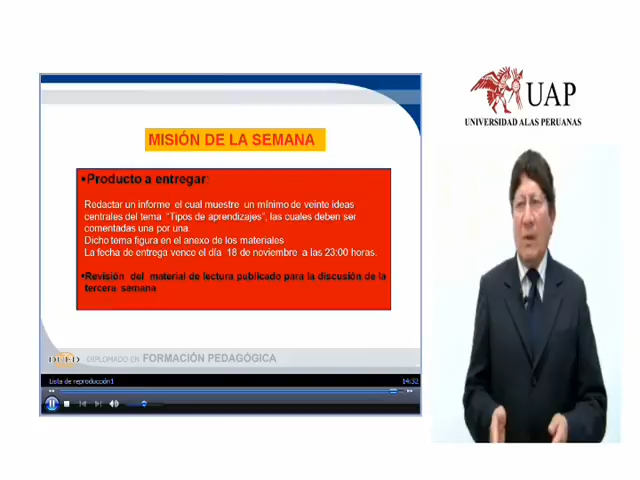 UAP
UNIVERSIDAD ALAS PERUANAS
MISIÓN DE LA SEMANA
•Producto a entregar:
Redactar un informe el cual muestre un mínimo de veinte ideas
centrales del tema "Tipos de aprendizajes", las cuales deben ser
comentadas una por una.
Dicho tema figura en el anexo de los materiales
La fecha de entrega vence el día 18 de noviembre a las 23:00 horas.
•Revisión del material de lectura publicado para la discusión de la
tercera semana
DUED DIPLOMADO EN FORMACIÓN PEDAGÓGICA
Lista de reproducción1 14:32